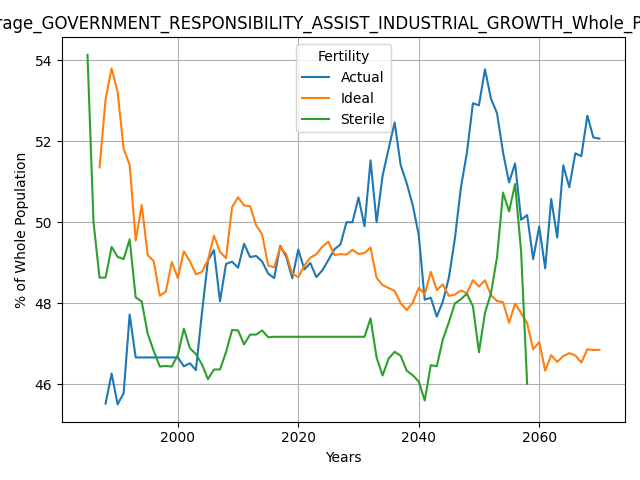 rage_GOVERNMENT_RESPONSIBILITY_ASSIST_INDUSTRIAL_GROWTH_Whole_P
Fertility
Actual
Ideal
Sterile
54
52
50
48
46
% of Whole Population
2000 2020 2040 2060
Years